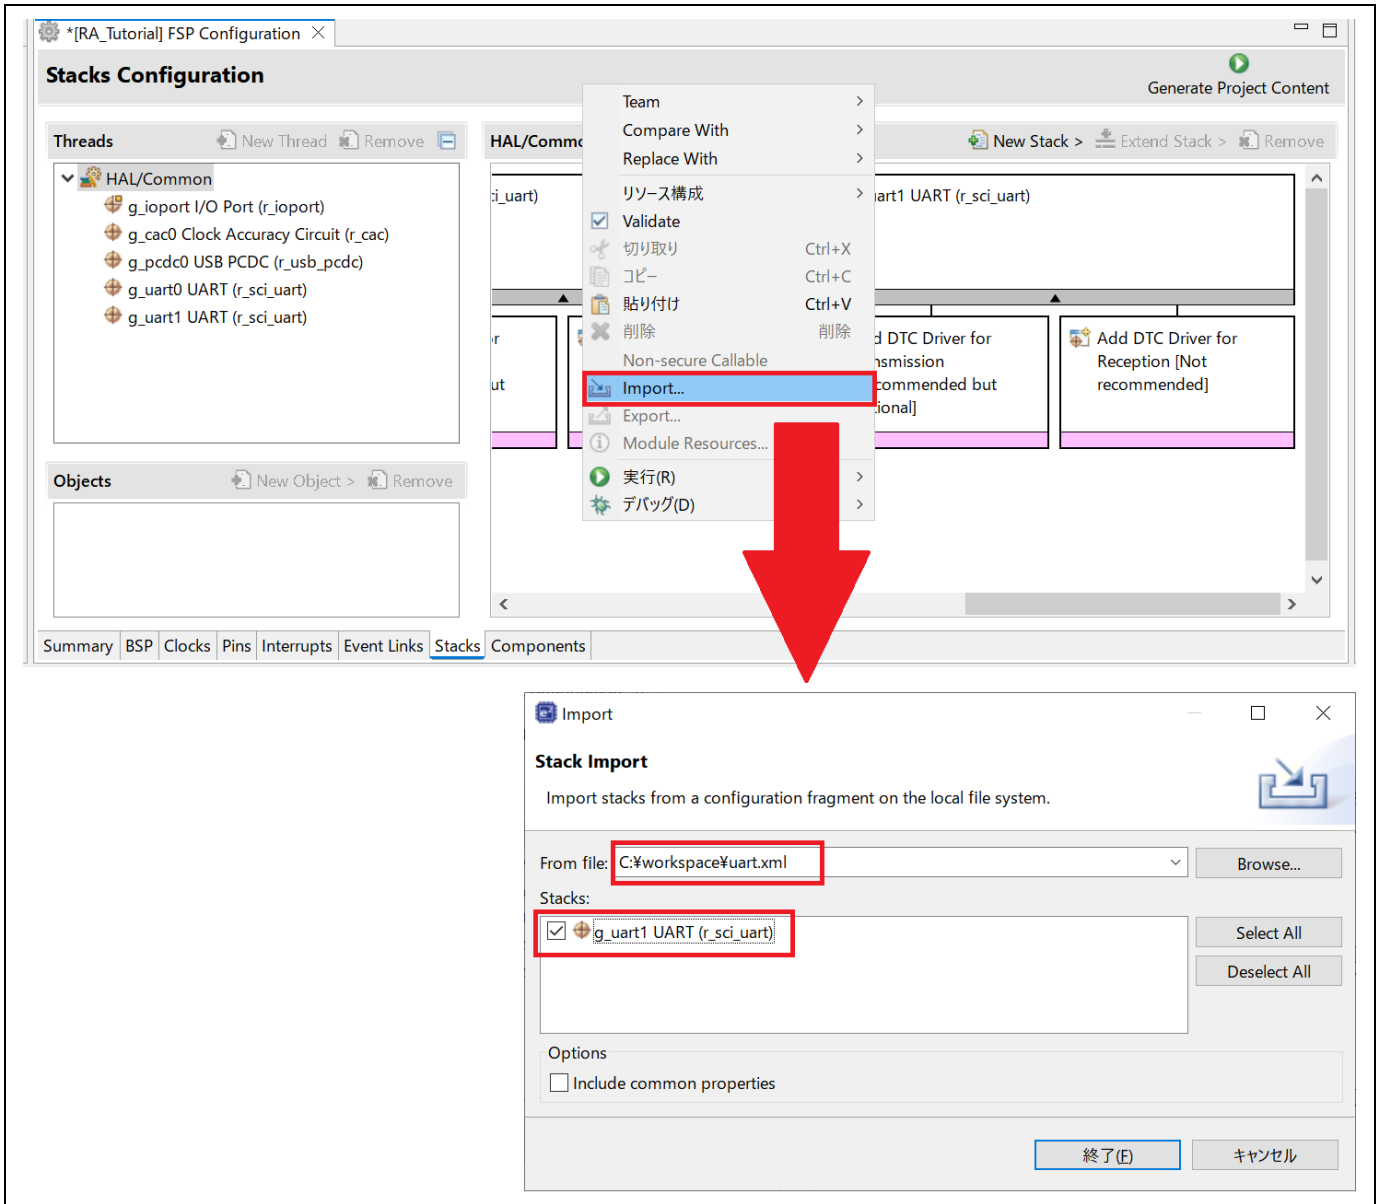 *[RA_Tutorial] FSP Configuration
Stacks Configuration
Generate Project Content
Threads
New Thread
Remove
HAL/Common
g_ioport I/O Port (r_ioport)
g_cac0 Clock Accuracy Circuit (r_cac)
g_pcdc0 USB PCDC (r_usb_pcdc)
g_uart0 UART (r_sci_uart)
g_uart1 UART (r_sci_uart)
Objects
New Object >
Remove
HAL/Commo
New Stack >
Extend Stack >
Remove
ci_uart)
art1 UART (r_sci_uart)
or
ut
d DTC Driver for
nsmission
commended but
ional]
Add DTC Driver for
Reception [Not
recommended]
Team
Compare With
Replace With
リソース構成
Validate
切り取り Ctrl+X
コピー Ctrl+C
貼り付け Ctrl+V
削除 削除
Non-secure Callable
Import...
Export...
Module Resources...
実行(R)
デバッグ(D)
Summary BSP Clocks Pins Interrupts Event Links Stacks Components
Import
Stack Import
Import stacks from a configuration fragment on the local file system.
From file: C:¥workspace¥uart.xml
Browse...
Stacks:
g_uart1 UART (r_sci_uart)
Select All
Deselect All
Options
Include common properties
終了(F)
キャンセル